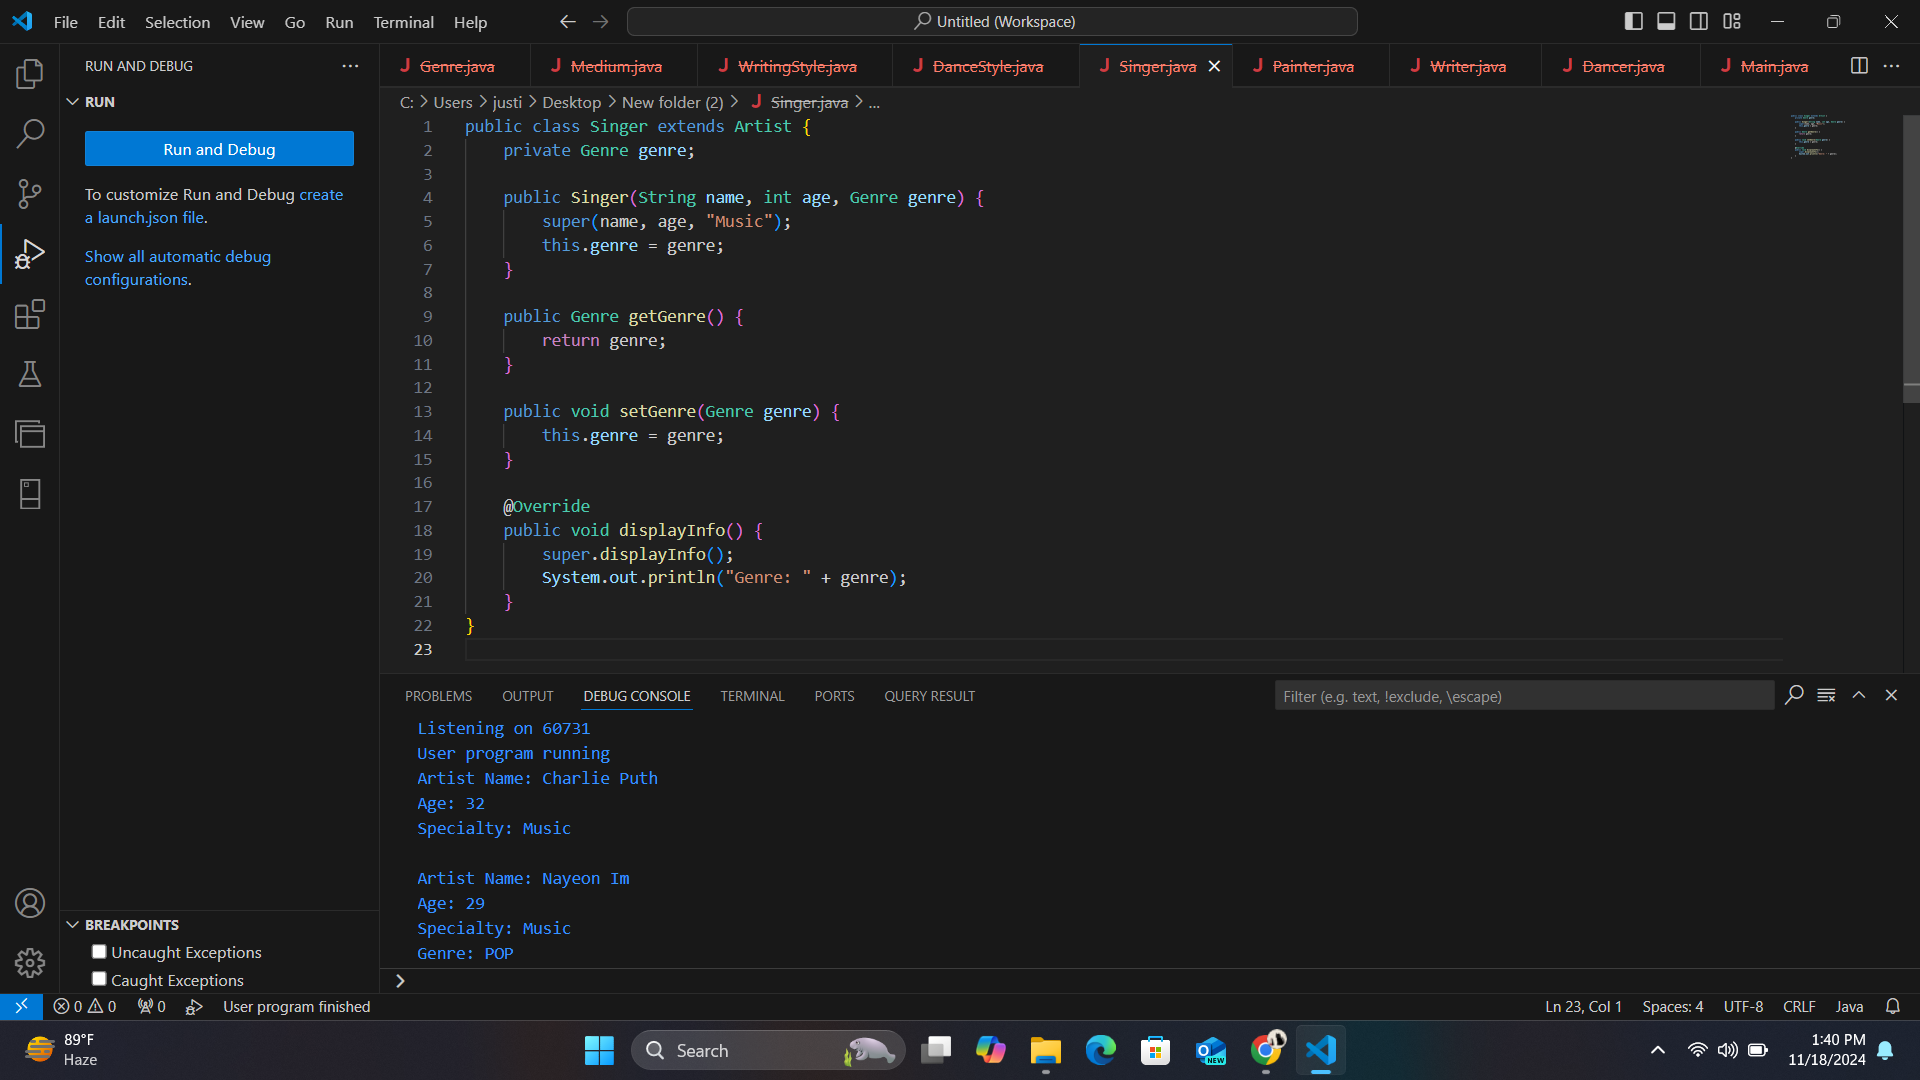 File Edit Selection View Go Run Terminal Help
Untitled (Workspace)
RUN AND DEBUG
RUN
Run and Debug
To customize Run and Debug create
a launch.json file.
Show all automatic debug
configurations.
BREAKPOINTS
Uncaught Exceptions
Caught Exceptions
Genre.java Medium.java WritingStyle.java DanceStyle.java Singer.java Painter.java Writer.java Dancer.java Main.java
C: > Users > justi > Desktop > New folder (2) > Singer.java > ...
1 public class Singer extends Artist {
2 private Genre genre;
3
4 public Singer(String name, int age, Genre genre) {
5 super(name, age, "Music");
6 this.genre = genre;
7 }
8
9 public Genre getGenre() {
10 return genre;
11 }
12
13 public void setGenre(Genre genre) {
14 this.genre = genre;
15 }
16
17 @Override
18 public void displayInfo() {
19 super.displayInfo();
20 System.out.println("Genre: " + genre);
21 }
22 }
23
PROBLEMS OUTPUT DEBUG CONSOLE TERMINAL PORTS QUERY RESULT
Filter (e.g. text, !exclude, \escape)
Listening on 60731
User program running
Artist Name: Charlie Puth
Age: 32
Specialty: Music
Artist Name: Nayeon Im
Age: 29
Specialty: Music
Genre: POP
0 0 0 User program finished
Ln 23, Col 1 Spaces: 4 UTF-8 CRLF Java
89°F
Haze
Search
NEW
1:40 PM
11/18/2024